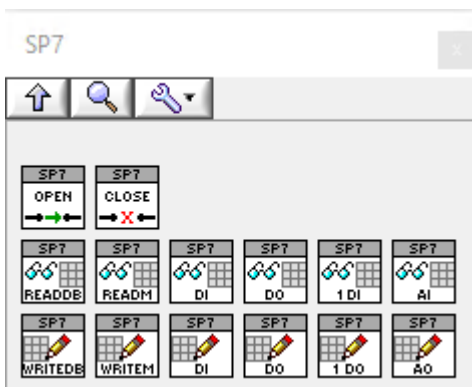 SP7
SP7 SP7
OPEN CLOSE
SP7 SP7 SP7 SP7 SP7 SP7
READDB READM DI DO 1 DI AI
SP7 SP7 SP7 SP7 SP7 SP7
WRITEDB WRITEM DI DO 1 DO AO